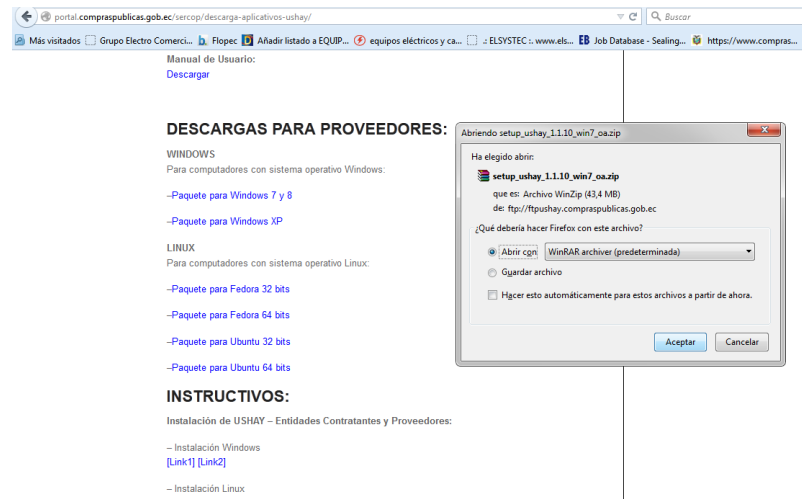 portal.compraspublicas.gob.ec/sercop/descarga-aplicativos-ushay/
Buscar
Más visitados
Grupo Electro Comerci...
Flopec
Añadir listado a EQUIP...
equipos eléctricos y ca...
.: ELSYSTEC :. www.els...
EB Job Database - Sealing...
https://www.compras...
Manual de Usuario:
Descargar
DESCARGAS PARA PROVEEDORES:
WINDOWS
Para computadores con sistema operativo Windows:
–Paquete para Windows 7 y 8
–Paquete para Windows XP
LINUX
Para computadores con sistema operativo Linux:
–Paquete para Fedora 32 bits
–Paquete para Fedora 64 bits
–Paquete para Ubuntu 32 bits
–Paquete para Ubuntu 64 bits
INSTRUCTIVOS:
Instalación de USHAY – Entidades Contratantes y Proveedores:
– Instalación Windows
[Link1] [Link2]
– Instalación Linux
Abriendo setup_ushay_1.1.10_win7_oa.zip
Ha elegido abrir:
setup_ushay_1.1.10_win7_oa.zip
que es: Archivo WinZip (43,4 MB)
de: ftp://ftpushay.compraspublicas.gob.ec
¿Qué debería hacer Firefox con este archivo?
Abrir con
WinRAR archiver (predeterminada)
Guardar archivo
Hacer esto automáticamente para estos archivos a partir de ahora.
Aceptar
Cancelar